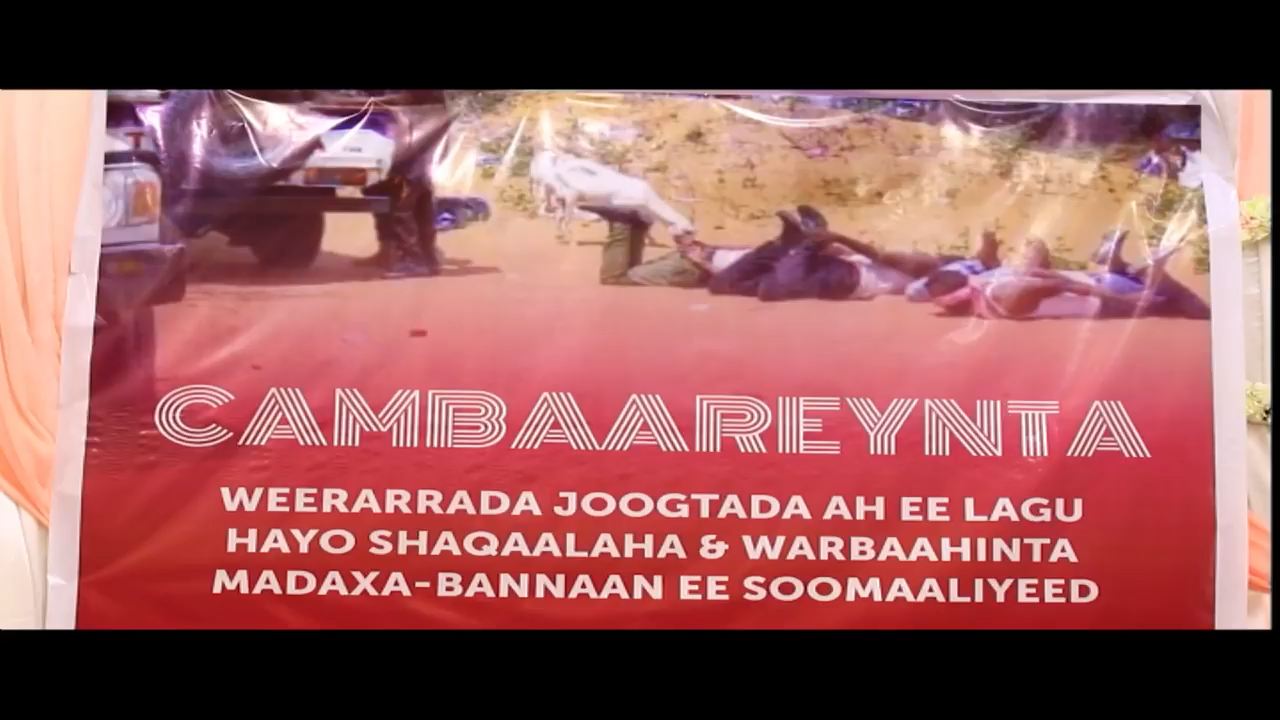 CAMBAAREYNTA
WEERARRADA JOOGTADA AH EE LAGU
HAYO SHAQAALAHA & WARBAAHINTA
MADAXA-BANNAAN EE SOOMAALIYEED